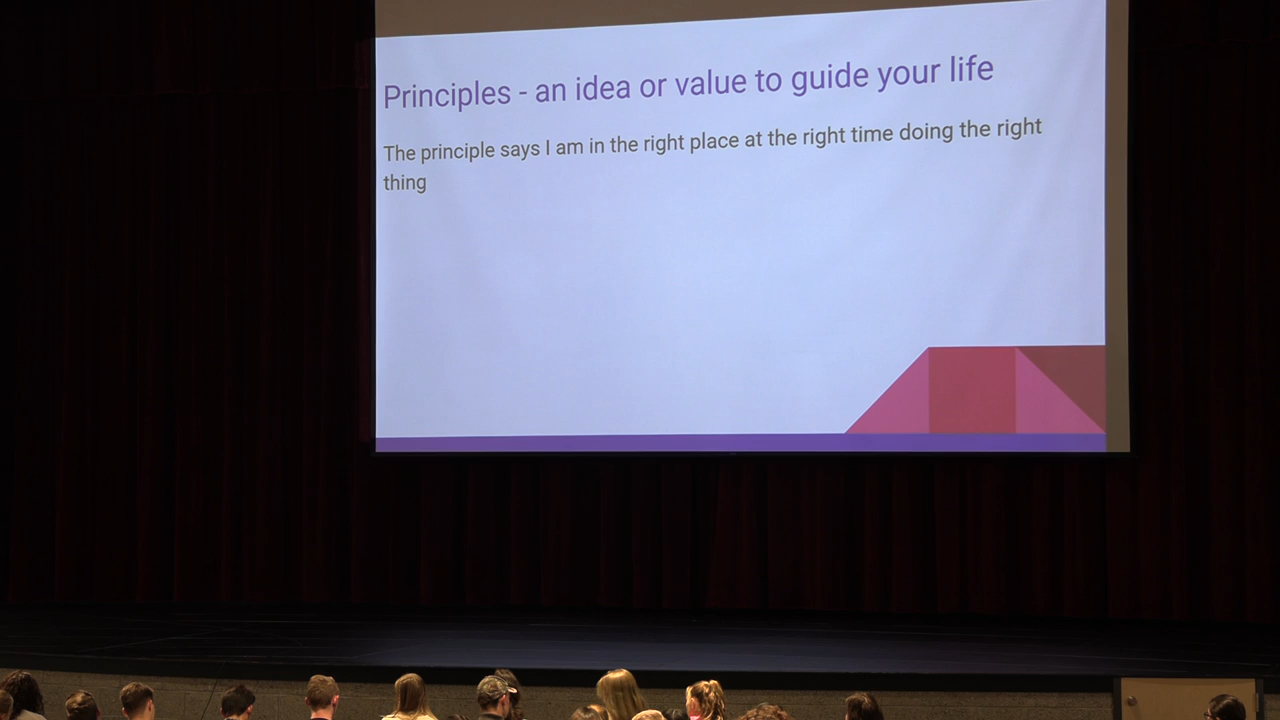 Principles - an idea or value to guide your life
The principle says I am in the right place at the right time doing the right
thing